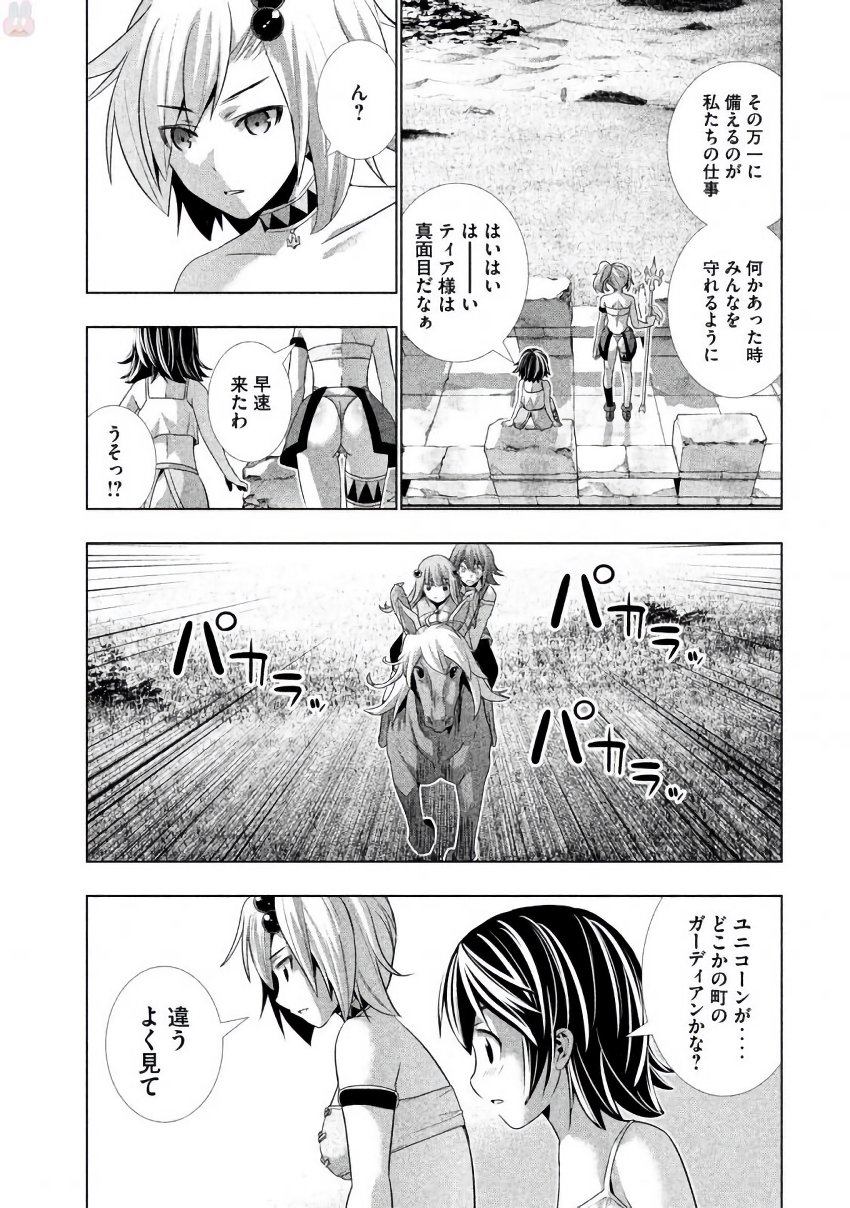 その万一に
備えるのが
私たちの仕事
何かあった時
みんなを
守れるように
はいはい
はーーい
ティア様は
真面目だなぁ
ん？
早速
来たわ
うそっ!?
パカラッ
パカラッ
パカラッ
ユニコーンが
‥‥
どこかの町の
ガーディアンかな？
違う
よく見て